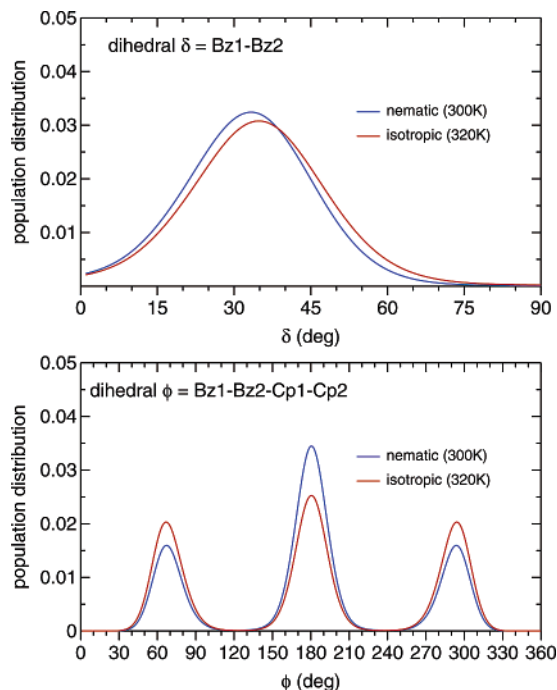 0.05
dihedral δ = Bz1-Bz2
0.04
nematic (300K)
0.03
isotropic (320K)
0.02
0.01
population distribution
0 15 30 45 60 75 90
δ (deg)
0.05
dihedral ϕ = Bz1-Bz2-Cp1-Cp2
0.04
nematic (300K)
0.03
isotropic (320K)
0.02
0.01
0
population distribution
0 30 60 90 120 150 180 210 240 270 300 330 360
ϕ (deg)